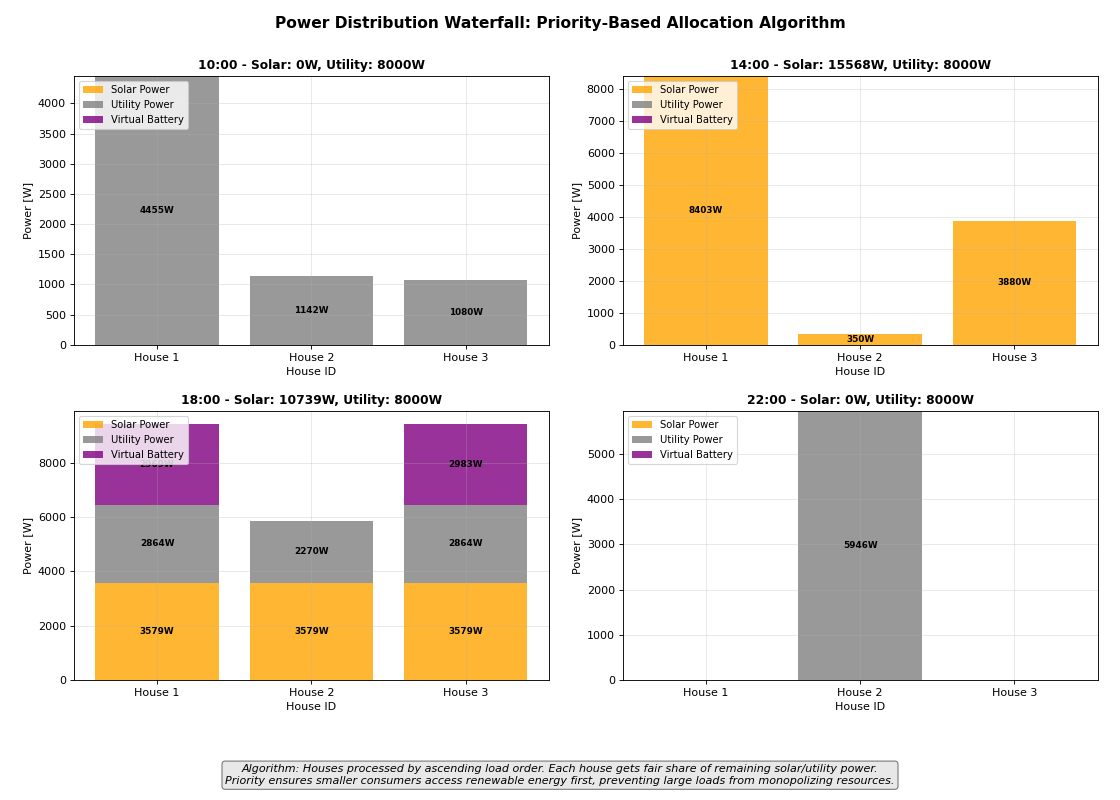 Power Distribution Waterfall: Priority-Based Allocation Algorithm
10:00 - Solar: 0W, Utility: 8000W
Power [W]
4000
3500
3000
2500
2000
1500
1000
500
0
Solar Power
Utility Power
Virtual Battery
4455W
1142W
1080W
House 1
House 2
House 3
House ID
14:00 - Solar: 15568W, Utility: 8000W
Power [W]
8000
7000
6000
5000
4000
3000
2000
1000
0
Solar Power
Utility Power
Virtual Battery
8403W
350W
3880W
House 1
House 2
House 3
House ID
18:00 - Solar: 10739W, Utility: 8000W
Power [W]
8000
6000
4000
2000
0
Solar Power
Utility Power
Virtual Battery
2983W
2864W
2270W
2864W
3579W
3579W
3579W
House 1
House 2
House 3
House ID
22:00 - Solar: 0W, Utility: 8000W
Power [W]
5000
4000
3000
2000
1000
0
Solar Power
Utility Power
Virtual Battery
5946W
House 1
House 2
House 3
House ID
Algorithm: Houses processed by ascending load order. Each house gets fair share of remaining solar/utility power.
Priority ensures smaller consumers access renewable energy first, preventing large loads from monopolizing resources.